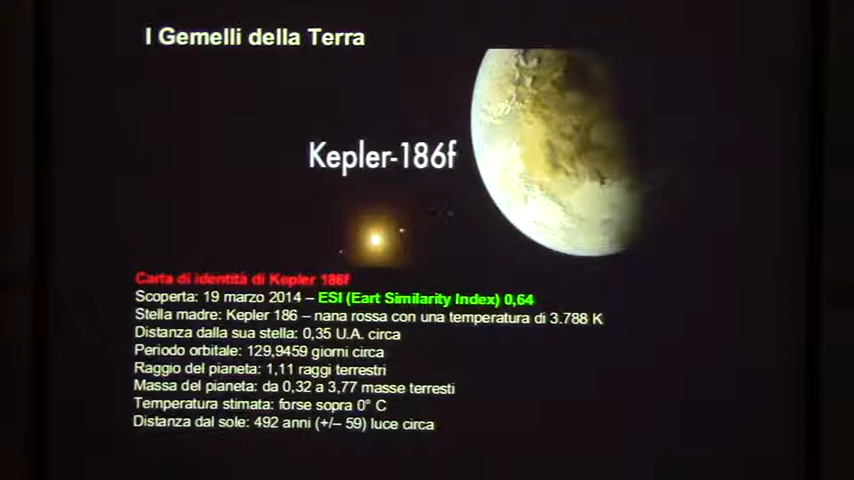 I Gemelli della Terra
Kepler-186f
Carta di identità di Kepler 186f
Scoperta: 19 marzo 2014 – ESI (Eart Similarity Index) 0,64
Stella madre: Kepler 186 – nana rossa con una temperatura di 3.788 K
Distanza dalla sua stella: 0,35 U.A. circa
Periodo orbitale: 129,9459 giorni circa
Raggio del pianeta: 1,11 raggi terrestri
Massa del pianeta: da 0,32 a 3,77 masse terresti
Temperatura stimata: forse sopra 0° C
Distanza dal sole: 492 anni (+/– 59) luce circa